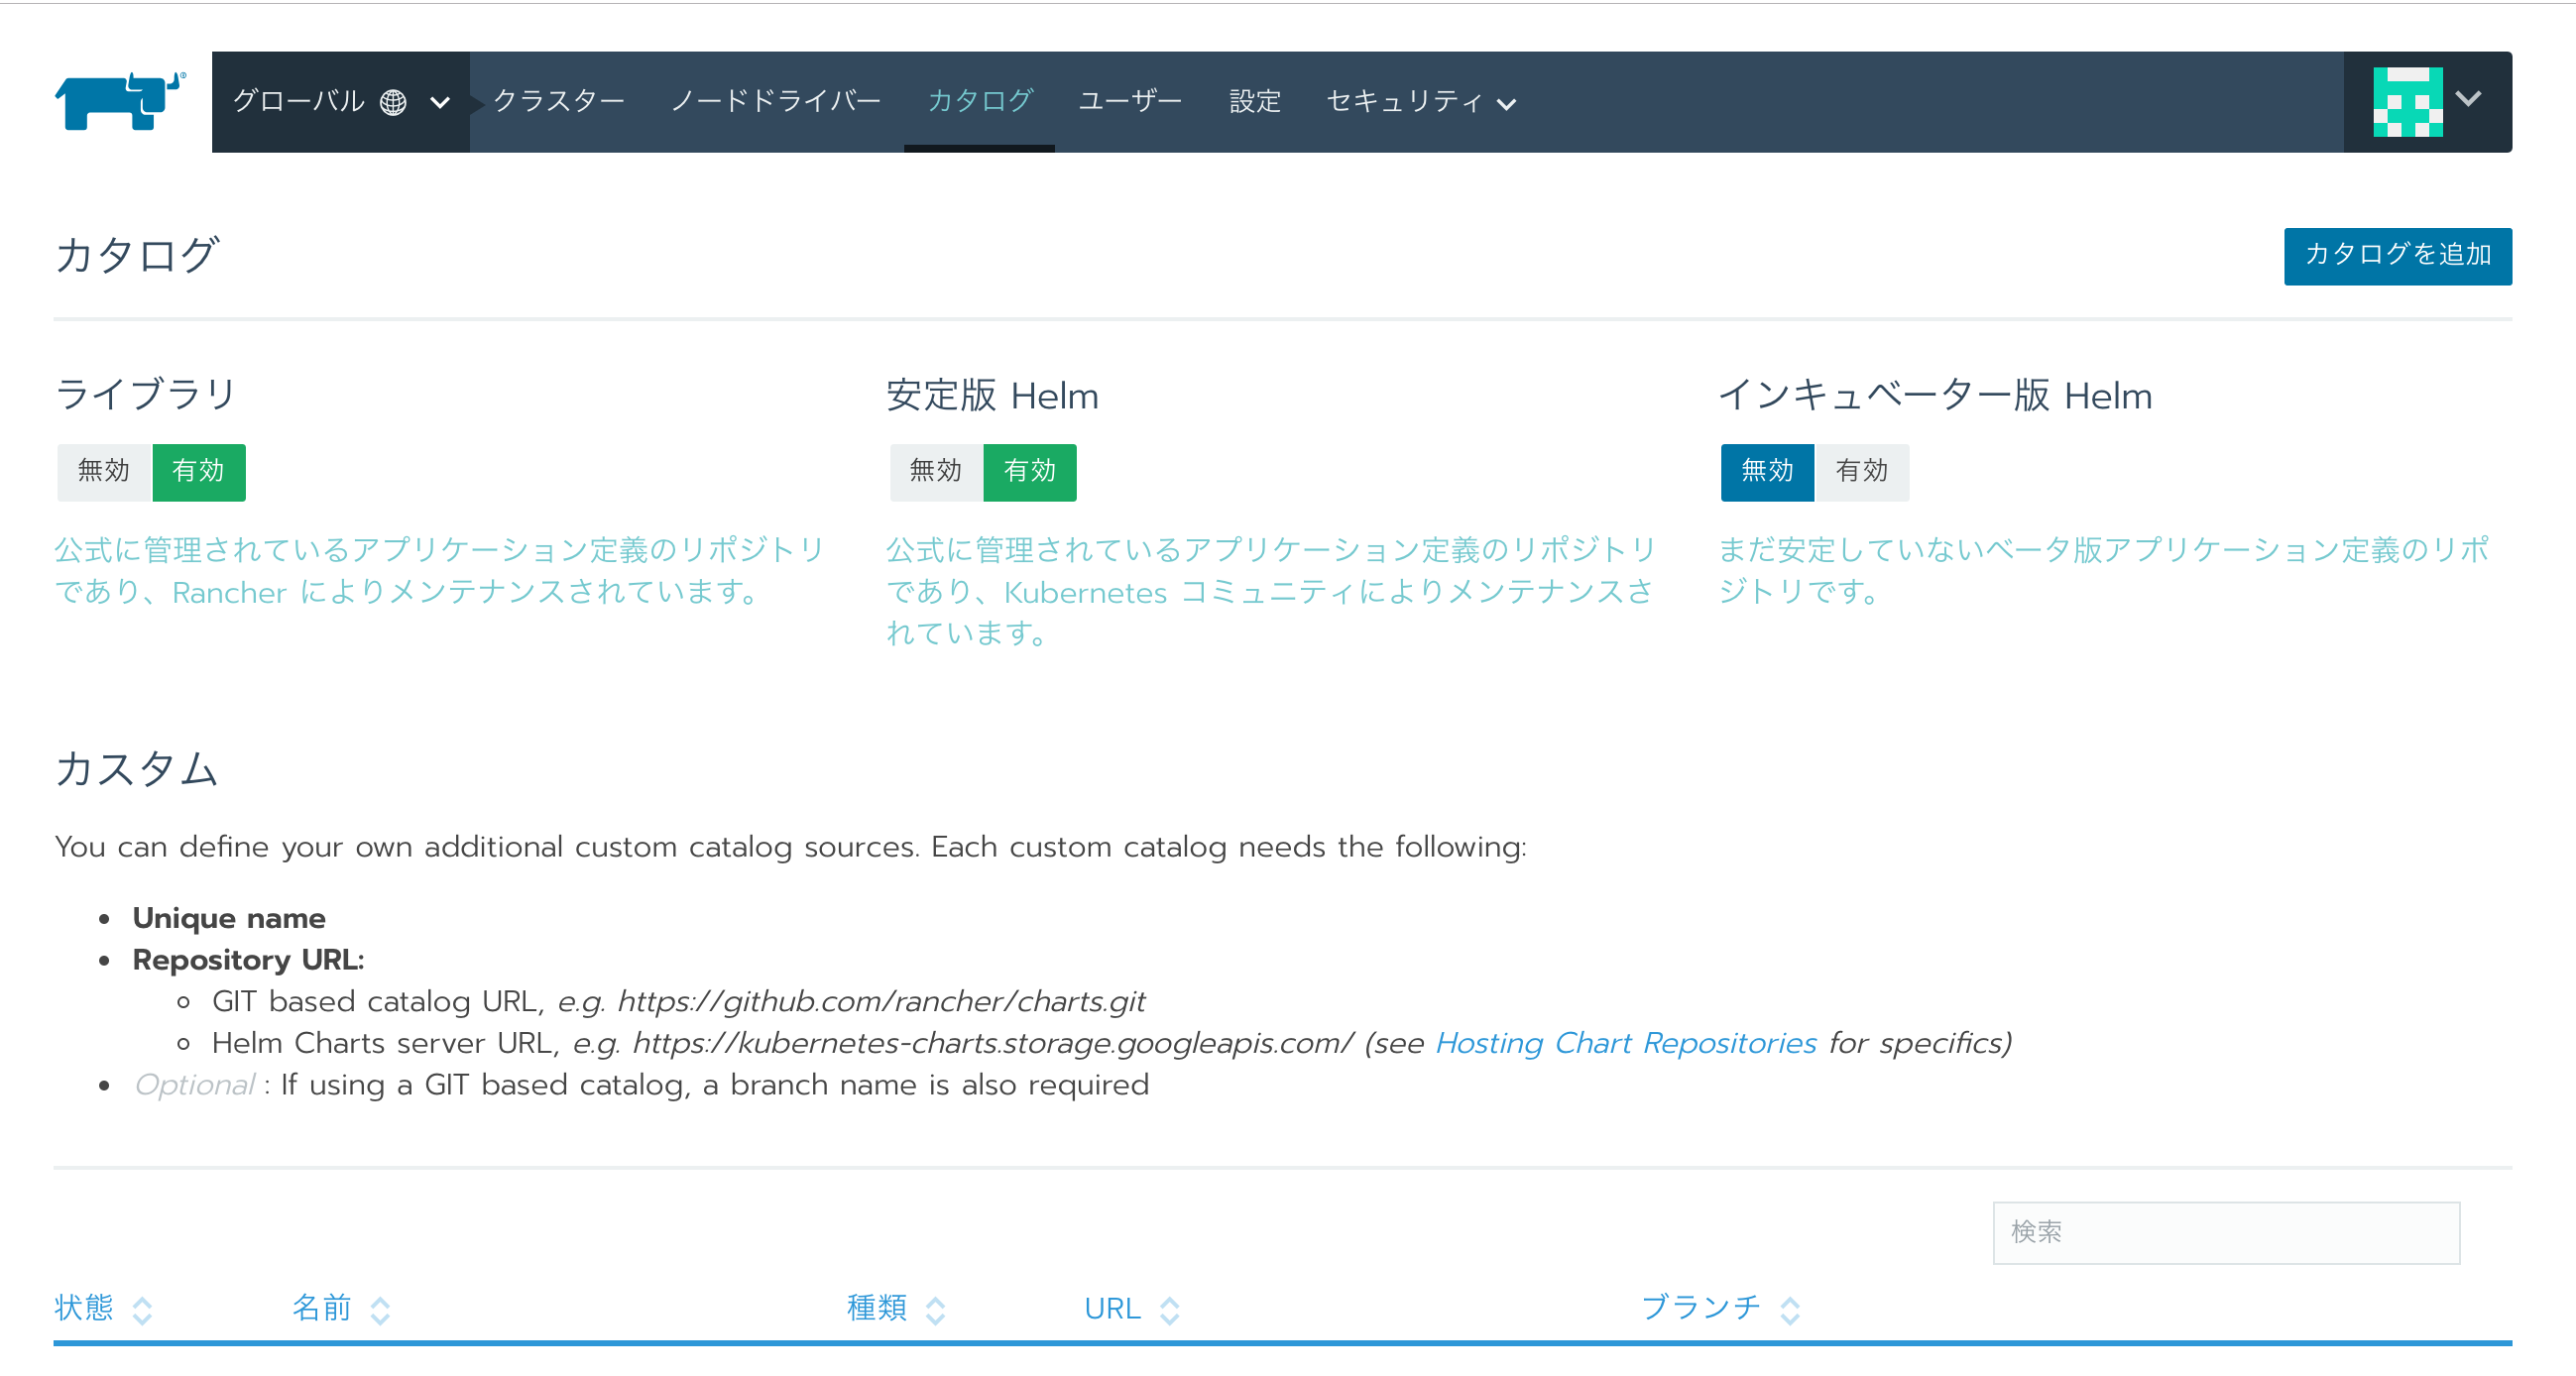 グローバル
クラスター ノードドライバー カタログ ユーザー 設定 セキュリティ
カタログ
カタログを追加
ライブラリ
無効 有効
公式に管理されているアプリケーション定義のリポジトリ
であり、Rancher によりメンテナンスされています。
安定版 Helm
無効 有効
公式に管理されているアプリケーション定義のリポジトリ
であり、Kubernetes コミュニティによりメンテナンスさ
れています。
インキュベーター版 Helm
無効 有効
まだ安定していないベータ版アプリケーション定義のリポ
ジトリです。
カスタム
You can define your own additional custom catalog sources. Each custom catalog needs the following:
Unique name
Repository URL:
GIT based catalog URL, e.g. https://github.com/rancher/charts.git
Helm Charts server URL, e.g. https://kubernetes-charts.storage.googleapis.com/ (see Hosting Chart Repositories for specifics)
Optional : If using a GIT based catalog, a branch name is also required
検索
状態 名前 種類 URL ブランチ